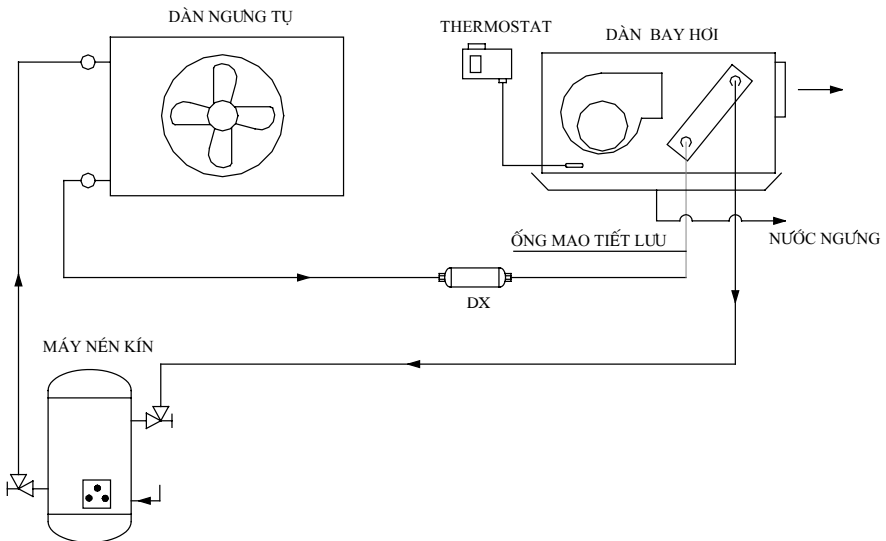 DÀN NGƯNG TỤ
THERMOSTAT
DÀN BAY HƠI
ỐNG MAO TIẾT LƯU
NƯỚC NGƯNG
DX
MÁY NÉN KÍN